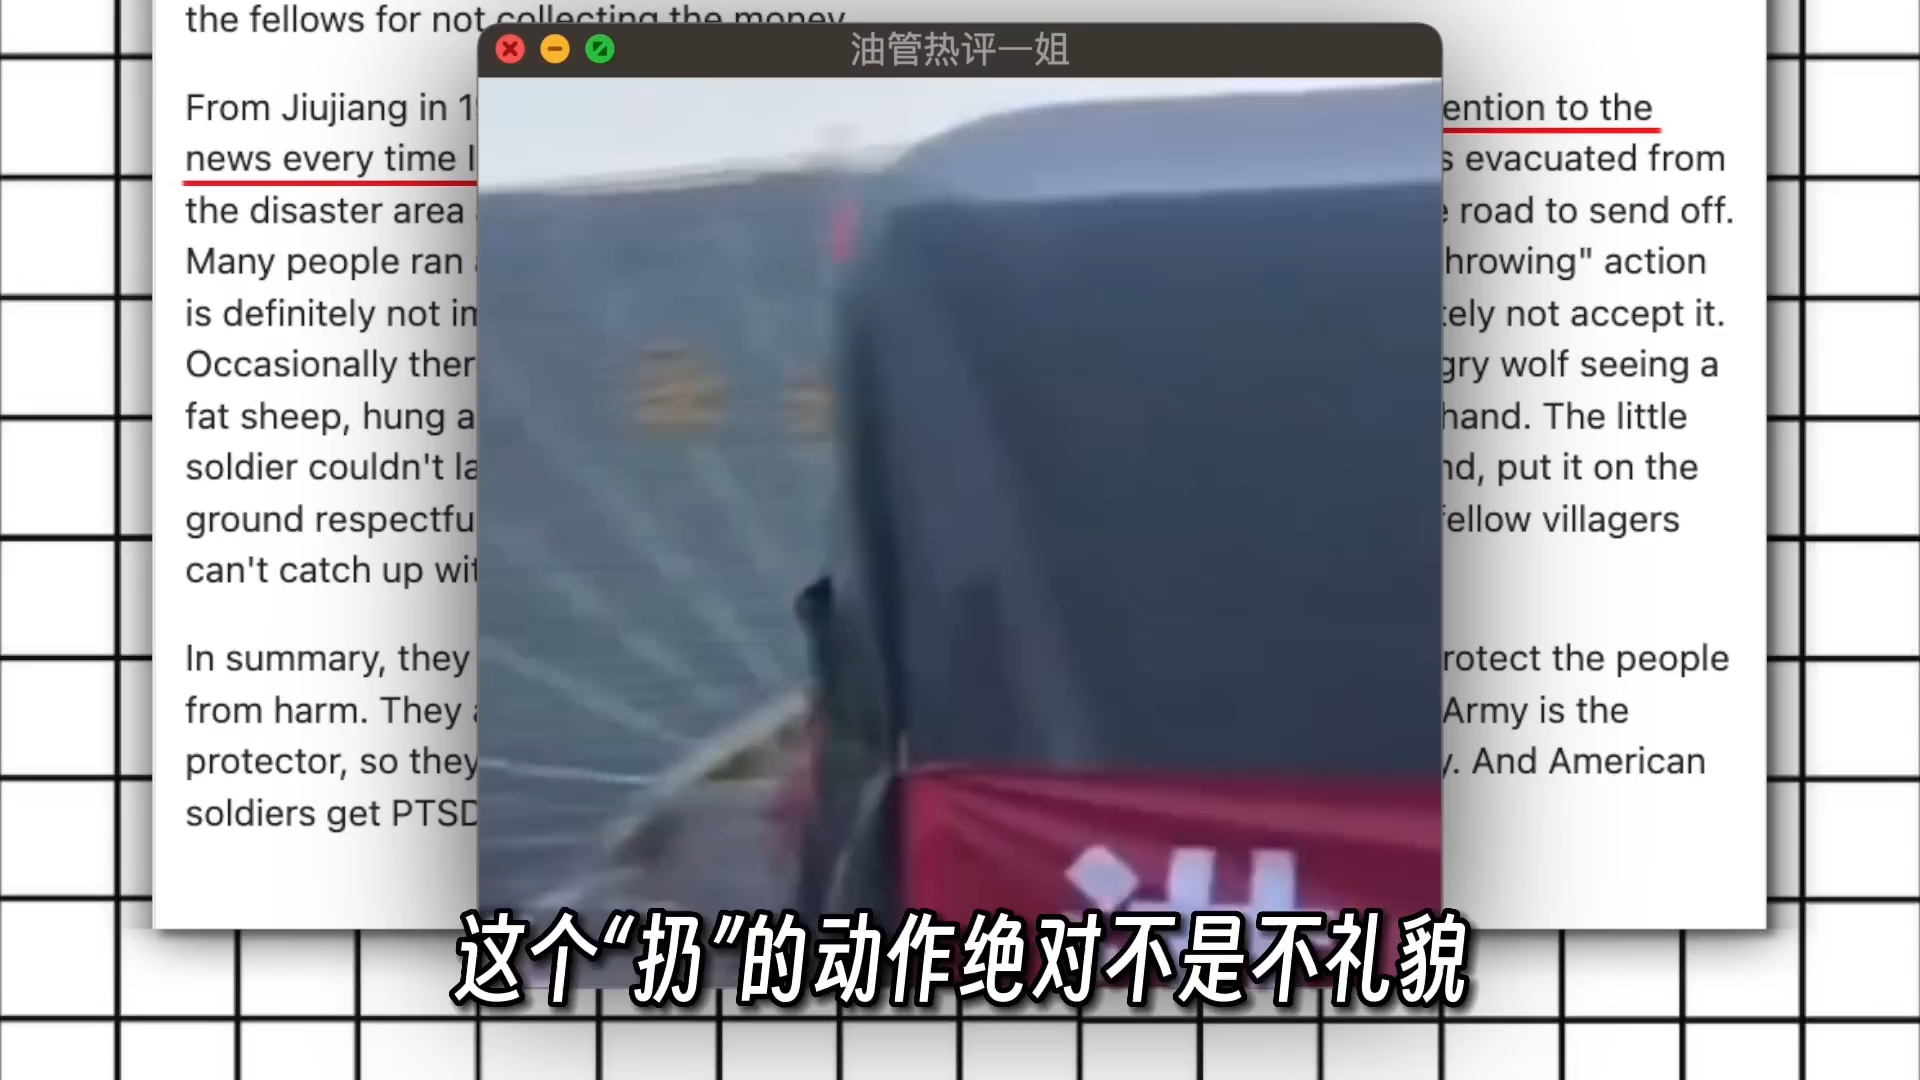 the fellows for not collecting the money
油管热评一姐
From Jiujiang in 1
ention to the
news every time I
s evacuated from
the disaster area
road to send off.
Many people ran
hrowing" action
is definitely not in
tely not accept it.
Occasionally ther
gry wolf seeing a
fat sheep, hung a
hand. The little
soldier couldn't la
nd, put it on the
ground respectfu
fellow villagers
can't catch up wit
In summary, they
rotect the people
from harm. They
Army is the
protector, so they
y. And American
soldiers get PTSD
这个“扔”的动作绝对不是不礼貌